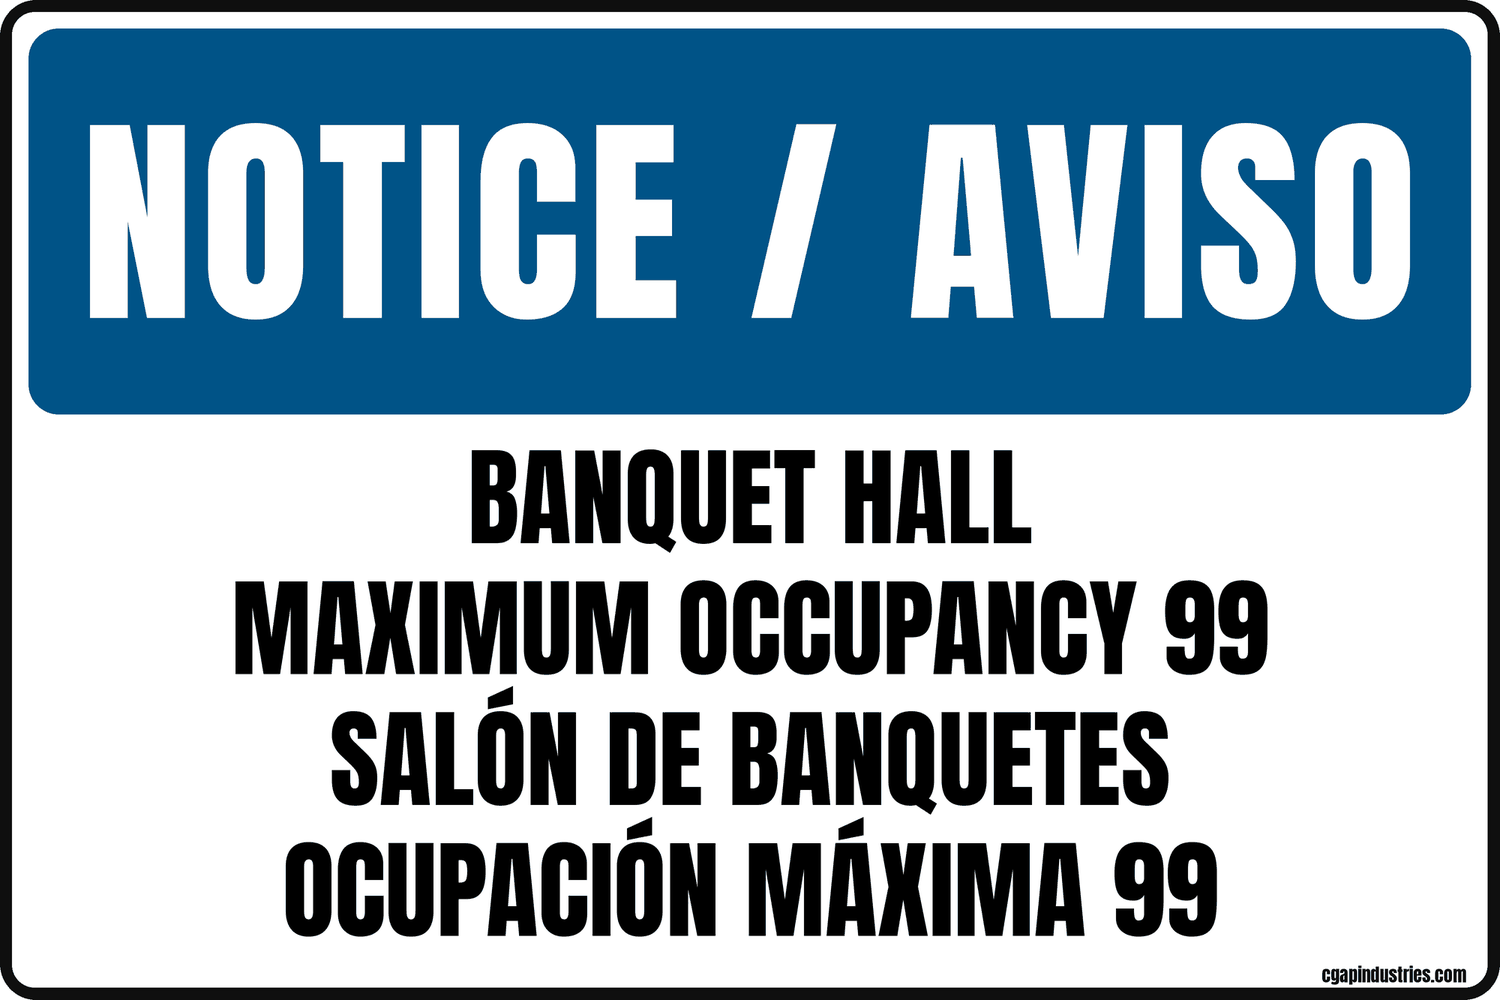 NOTICE / AVISO
BANQUET HALL
MAXIMUM OCCUPANCY 99
SALÓN DE BANQUETES
OCUPACIÓN MÁXIMA 99
cgapindustries.com